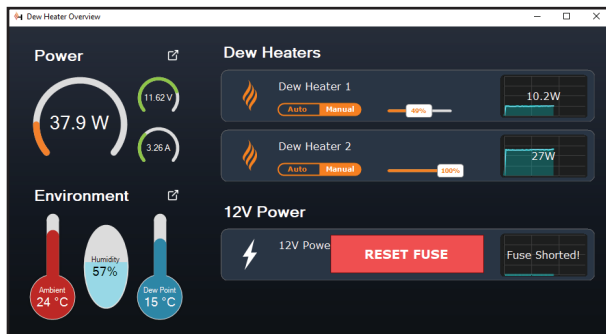 Dew Heater Overview
Power
37.9 W
11.62 V
3.26 A
Environment
Ambient
24 °C
Humidity
57%
Dew Point
15 °C
Dew Heaters
Dew Heater 1
Auto Manual
49%
10.2W
Dew Heater 2
Auto Manual
100%
27W
12V Power
12V Powe
RESET FUSE
Fuse Shorted!